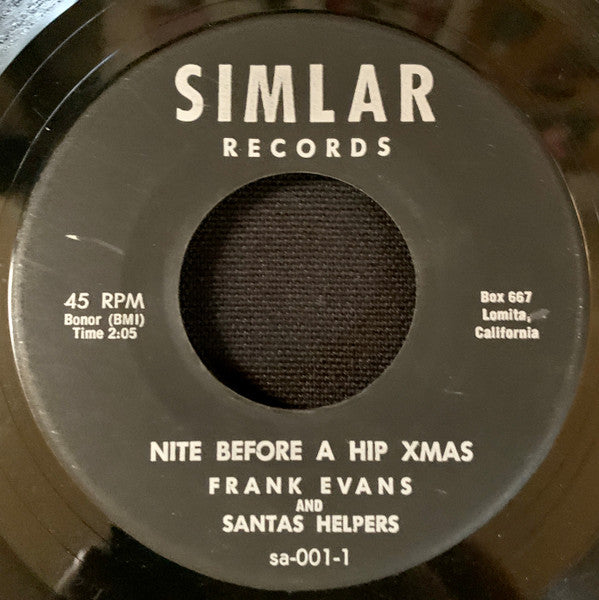 SIMLAR
RECORDS
45 RPM
Bonor (BMI)
Time 2:05
Box 667
Lomita,
California
NITE BEFORE A HIP XMAS
FRANK EVANS
AND
SANTAS HELPERS
sa-001-1